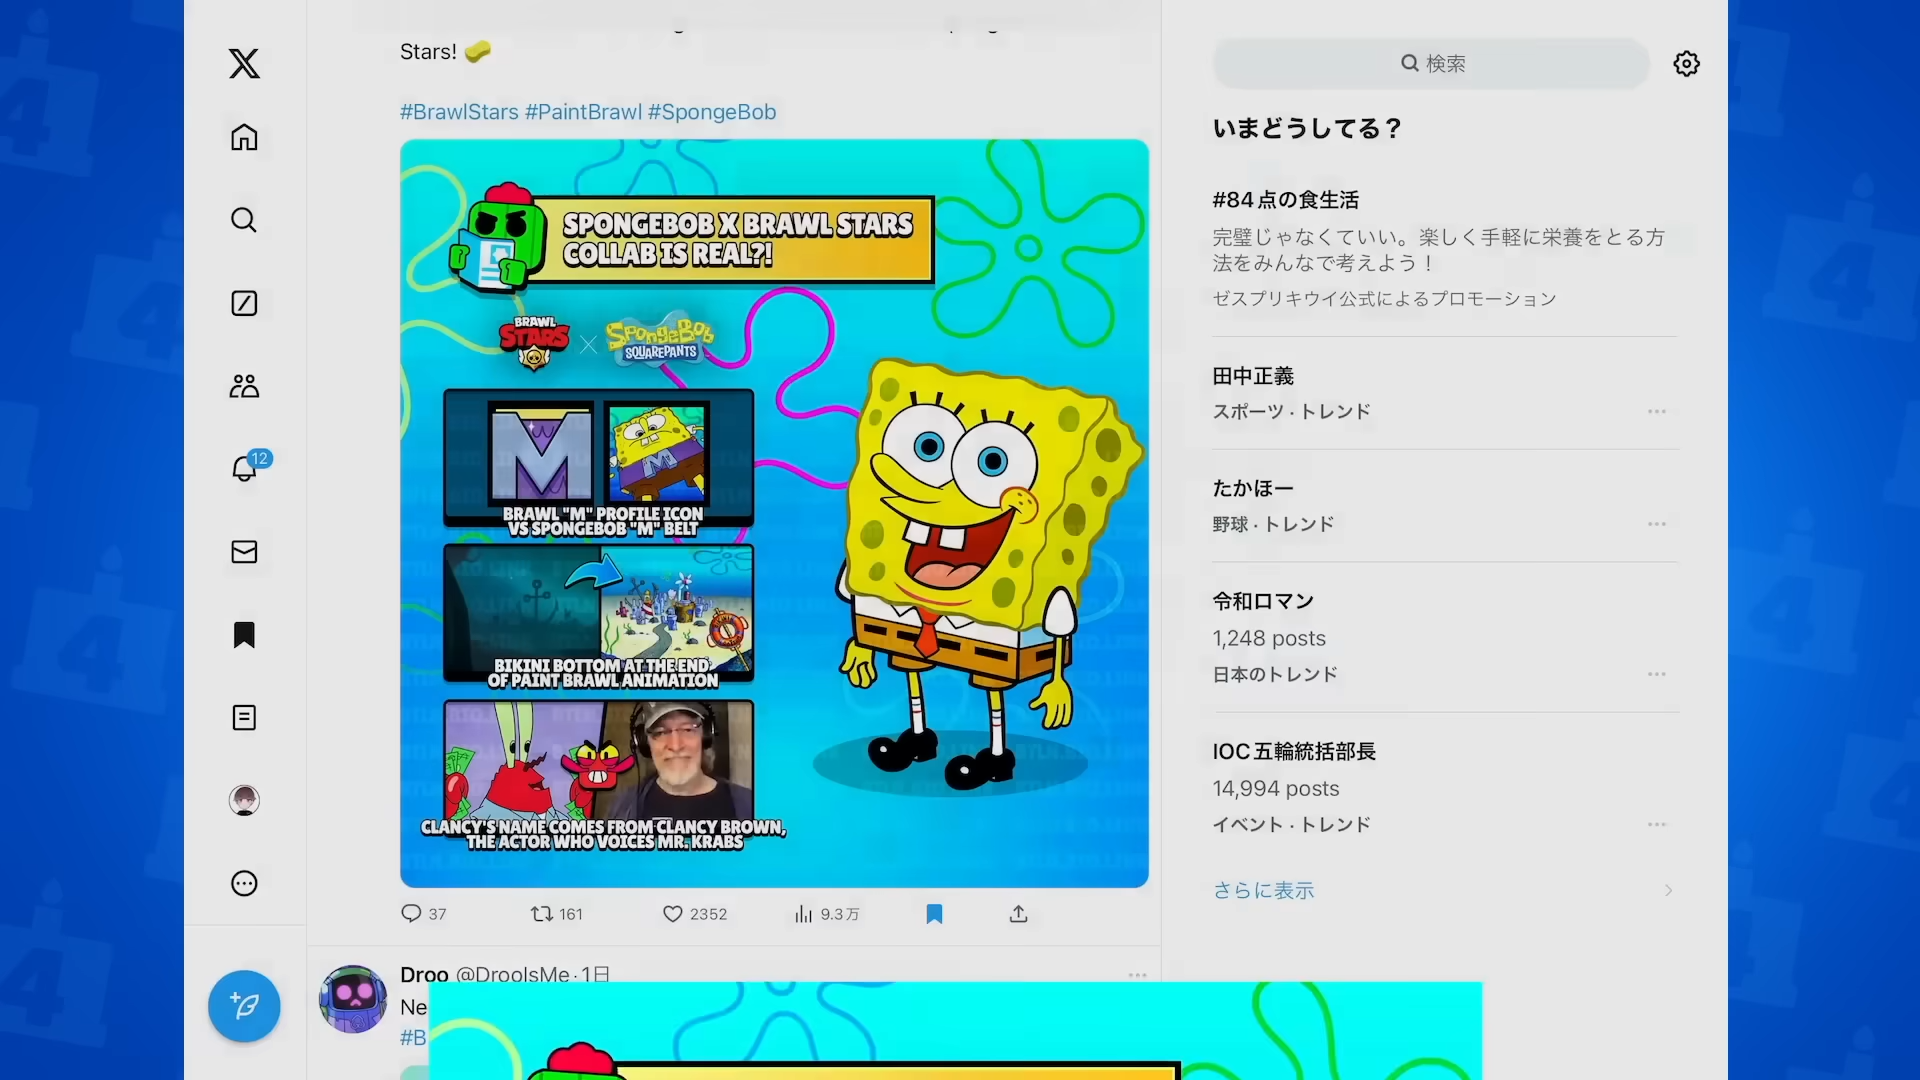 Stars!
#BrawlStars #PaintBrawl #SpongeBob
SPONGEBOB X BRAWL STARS
COLLAB IS REAL?!
BRAWL
STARS
SpongeBob
SQUAREPANTS
M
M
BRAWL "M" PROFILE ICON
VS SPONGEBOB "M" BELT
BIKINI BOTTOM AT THE END
OF PAINT BRAWL ANIMATION
CLANCY'S NAME COMES FROM CLANCY BROWN,
THE ACTOR WHO VOICES MR. KRABS
37
161
2352
9.3万
Droo @DrooIsMe · 1日
Ne
#B
12
検索
いまどうしてる？
#84点の食生活
完璧じゃなくていい。楽しく手軽に栄養をとる方
法をみんなで考えよう！
ゼスプリキウイ公式によるプロモーション
田中正義
スポーツ · トレンド
たかほー
野球 · トレンド
令和ロマン
1,248 posts
日本のトレンド
IOC五輪統括部長
14,994 posts
イベント · トレンド
さらに表示